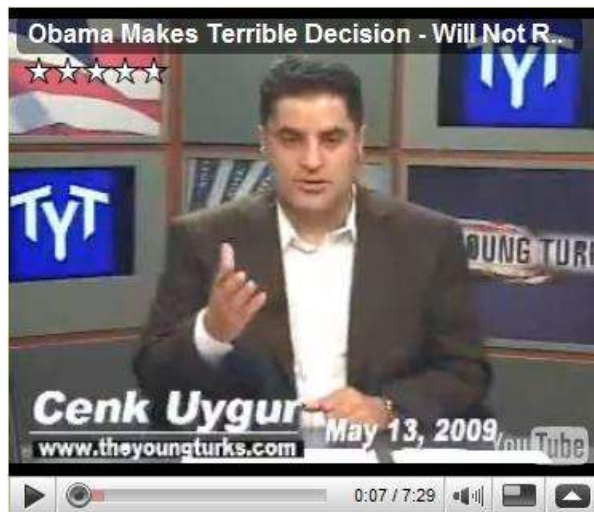 Obama Makes Terrible Decision - Will Not R..
TYT
TYT
OUNG TURK
Cenk Uygur
May 13, 2009
www.theyoungturks.com
YouTube
0:07 / 7:29